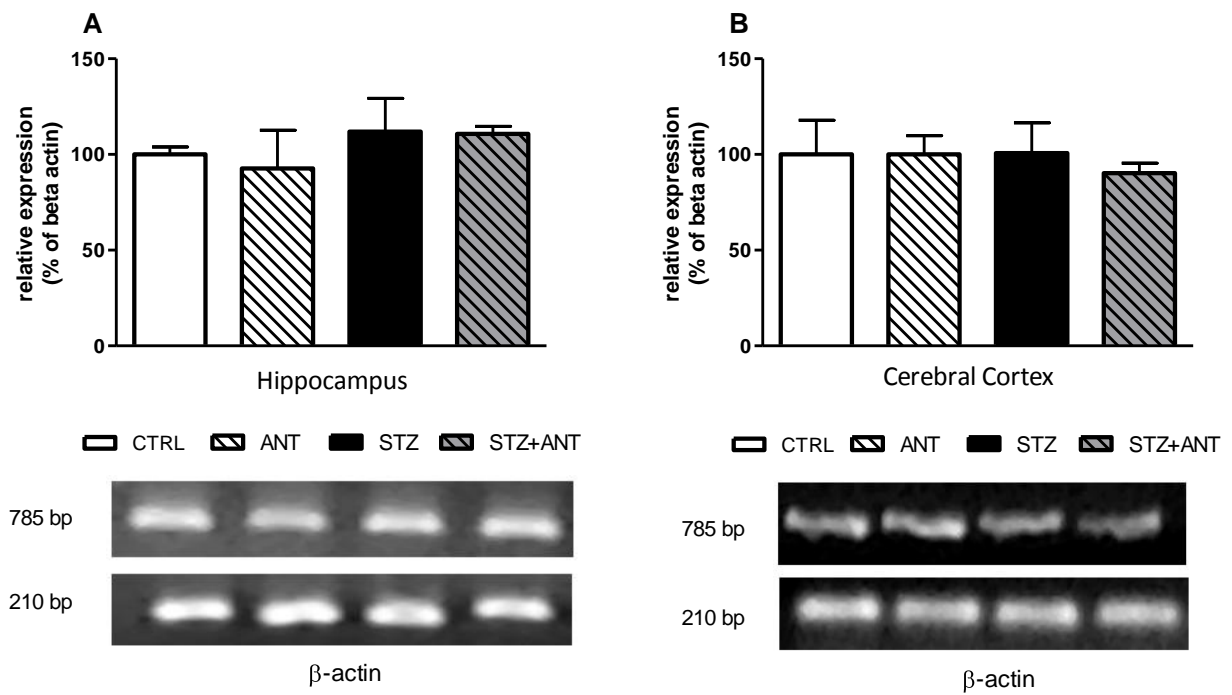 A
relative expression
(% of beta actin)
150
100
50
0
Hippocampus
CTRL ANT STZ STZ+ANT
785 bp
210 bp
β-actin
B
relative expression
(% of beta actin)
150
100
50
0
Cerebral Cortex
CTRL ANT STZ STZ+ANT
785 bp
210 bp
β-actin